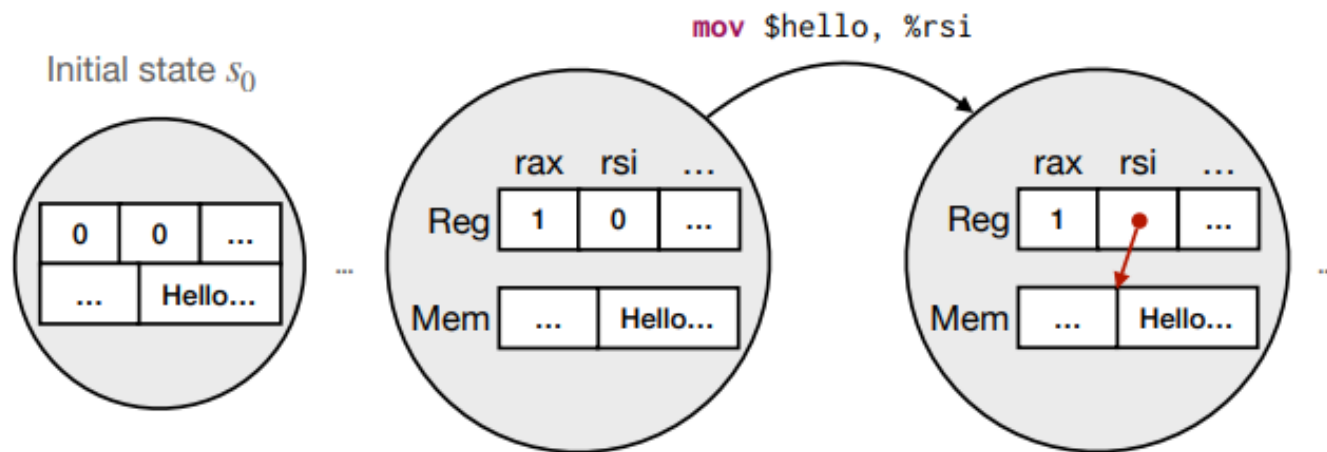 mov $hello, %rsi
Initial state s0
0 0 ...
... Hello...
...
rax rsi ...
Reg 1 0 ...
Mem ... Hello...
rax rsi ...
Reg 1 ...
Mem ... Hello...
..